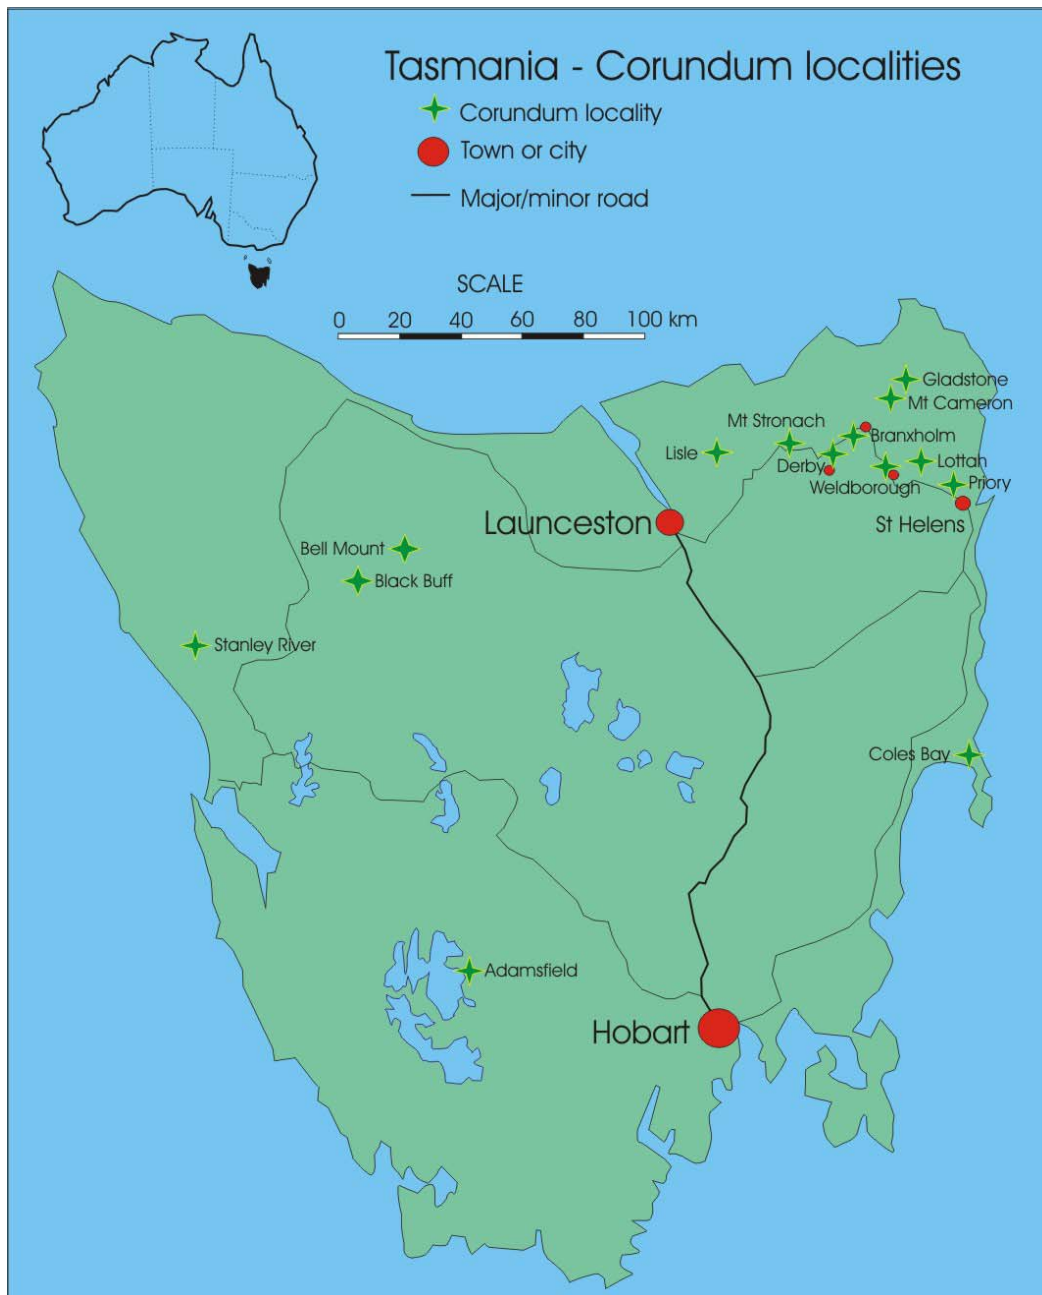 Tasmania - Corundum localities
Corundum locality
Town or city
Major/minor road
SCALE
0 20 40 60 80 100 km
Gladstone
Mt Cameron
Mt Stronach
Branxholm
Lisle
Derby
Lottah
Weldborough
Priory
St Helens
Launceston
Bell Mount
Black Buff
Stanley River
Coles Bay
Adamsfield
Hobart